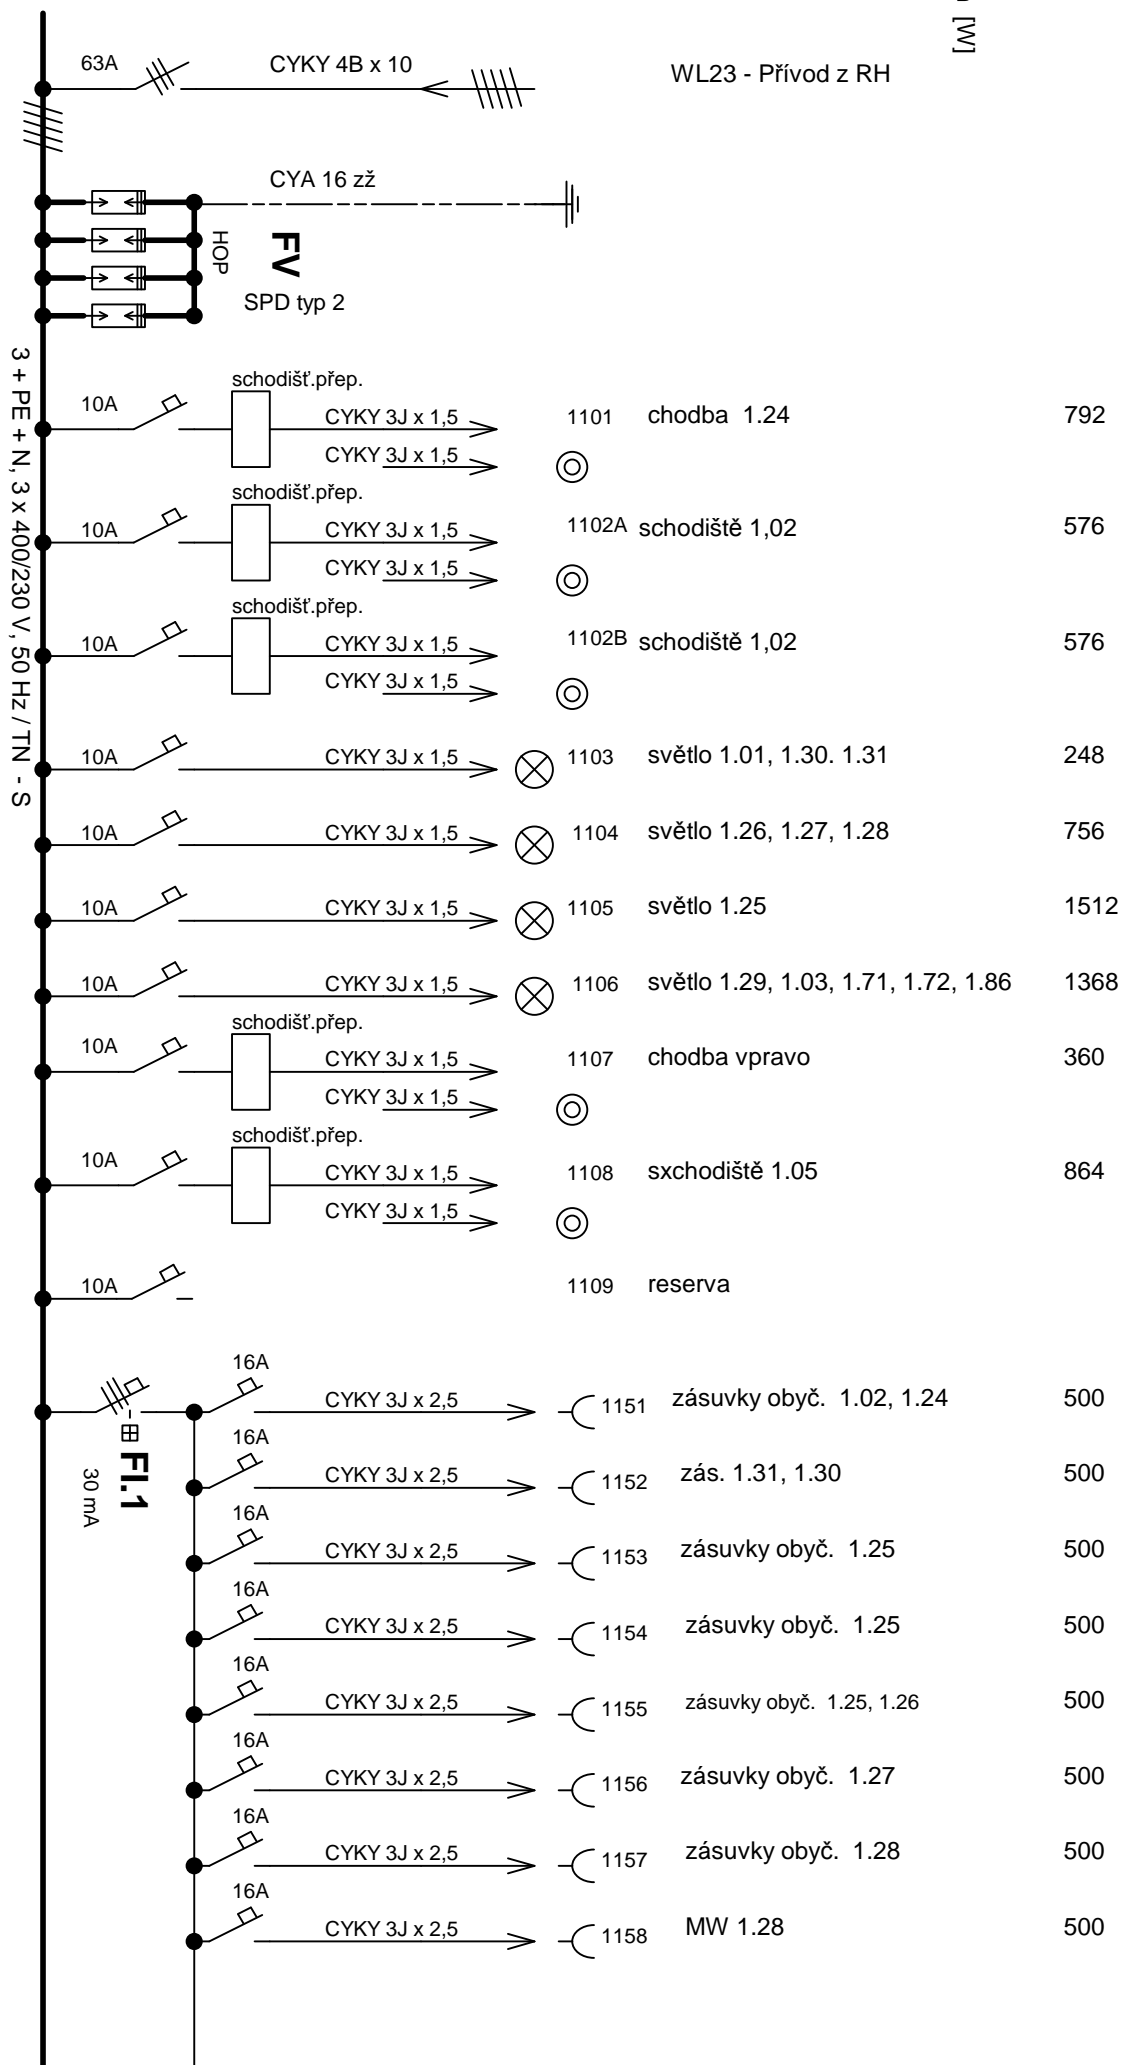 [W]
63A CYKY 4B x 10 WL23 - Přívod z RH
CYA 16 zž
HOP
FV
SPD typ 2
3 + PE + N, 3 x 400/230 V, 50 Hz / TN - S
schodišť.přep.
10A CYKY 3J x 1,5 1101 chodba 1.24 792
CYKY 3J x 1,5
schodišť.přep.
10A CYKY 3J x 1,5 1102A schodiště 1,02 576
CYKY 3J x 1,5
schodišť.přep.
10A CYKY 3J x 1,5 1102B schodiště 1,02 576
CYKY 3J x 1,5
10A CYKY 3J x 1,5 1103 světlo 1.01, 1.30. 1.31 248
10A CYKY 3J x 1,5 1104 světlo 1.26, 1.27, 1.28 756
10A CYKY 3J x 1,5 1105 světlo 1.25 1512
10A CYKY 3J x 1,5 1106 světlo 1.29, 1.03, 1.71, 1.72, 1.86 1368
schodišť.přep.
10A CYKY 3J x 1,5 1107 chodba vpravo 360
CYKY 3J x 1,5
schodišť.přep.
10A CYKY 3J x 1,5 1108 sxchodiště 1.05 864
CYKY 3J x 1,5
10A 1109 reserva
16A
CYKY 3J x 2,5 1151 zásuvky obyč. 1.02, 1.24 500
FI.1
30 mA
16A
CYKY 3J x 2,5 1152 zás. 1.31, 1.30 500
16A
CYKY 3J x 2,5 1153 zásuvky obyč. 1.25 500
16A
CYKY 3J x 2,5 1154 zásuvky obyč. 1.25 500
16A
CYKY 3J x 2,5 1155 zásuvky obyč. 1.25, 1.26 500
16A
CYKY 3J x 2,5 1156 zásuvky obyč. 1.27 500
16A
CYKY 3J x 2,5 1157 zásuvky obyč. 1.28 500
16A
CYKY 3J x 2,5 1158 MW 1.28 500